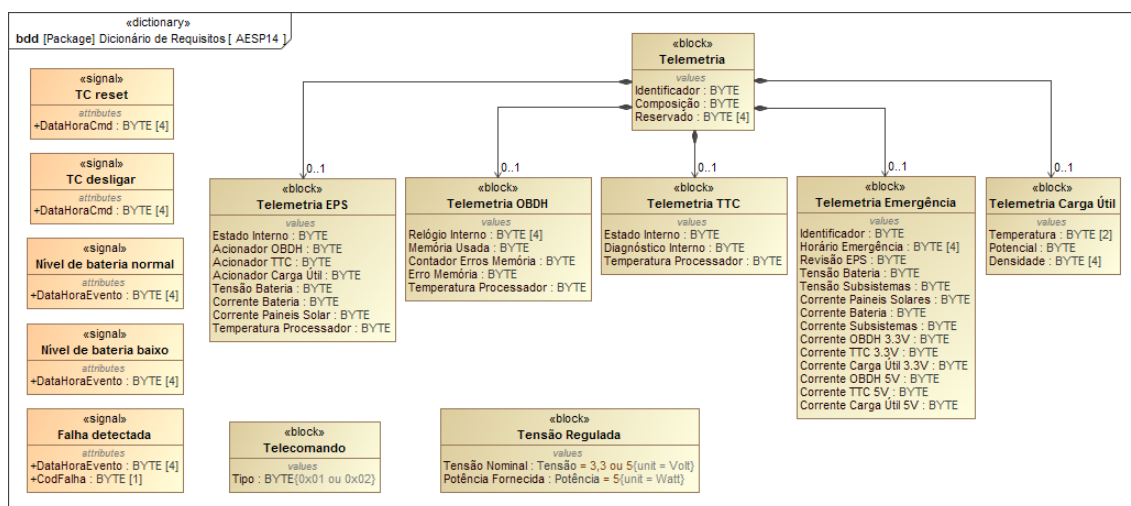 «dictionary»
bdd [Package] Dicionário de Requisitos [ AESP14 ]
«signal»
TC reset
attributes
+DataHoraCmd : BYTE [4]
«signal»
TC desligar
attributes
+DataHoraCmd : BYTE [4]
«signal»
Nível de bateria normal
attributes
+DataHoraEvento : BYTE [4]
«signal»
Nível de bateria baixo
attributes
+DataHoraEvento : BYTE [4]
«signal»
Falha detectada
attributes
+DataHoraEvento : BYTE [4]
+CodFalha : BYTE [1]
«block»
Telemetria
values
Identificador : BYTE
Composição : BYTE
Reservado : BYTE [4]
0..1
0..1
0..1
0..1
0..1
«block»
Telemetria EPS
values
Estado Interno : BYTE
Acionador OBDH : BYTE
Acionador TTC : BYTE
Acionador Carga Útil : BYTE
Tensão Bateria : BYTE
Corrente Bateria : BYTE
Corrente Paineis Solar : BYTE
Temperatura Processador : BYTE
«block»
Telemetria OBDH
values
Relógio Interno : BYTE [4]
Memória Usada : BYTE
Contador Erros Memória : BYTE
Erro Memória : BYTE
Temperatura Processador : BYTE
«block»
Telemetria TTC
values
Estado Interno : BYTE
Diagnóstico Interno : BYTE
Temperatura Processador : BYTE
«block»
Telemetria Emergência
values
Identificador : BYTE
Horário Emergência : BYTE [4]
Revisão EPS : BYTE
Tensão Bateria : BYTE
Tensão Subsistemas : BYTE
Corrente Paineis Solares : BYTE
Corrente Bateria : BYTE
Corrente Subsistemas : BYTE
Corrente OBDH 3.3V : BYTE
Corrente TTC 3.3V : BYTE
Corrente Carga Útil 3.3V : BYTE
Corrente OBDH 5V : BYTE
Corrente TTC 5V : BYTE
Corrente Carga Útil 5V : BYTE
«block»
Telemetria Carga Útil
values
Temperatura : BYTE [2]
Potencial : BYTE
Densidade : BYTE [4]
«block»
Telecomando
values
Tipo : BYTE{0x01 ou 0x02}
«block»
Tensão Regulada
values
Tensão Nominal : Tensão = 3,3 ou 5{unit = Volt}
Potência Fornecida : Potência = 5{unit = Watt}